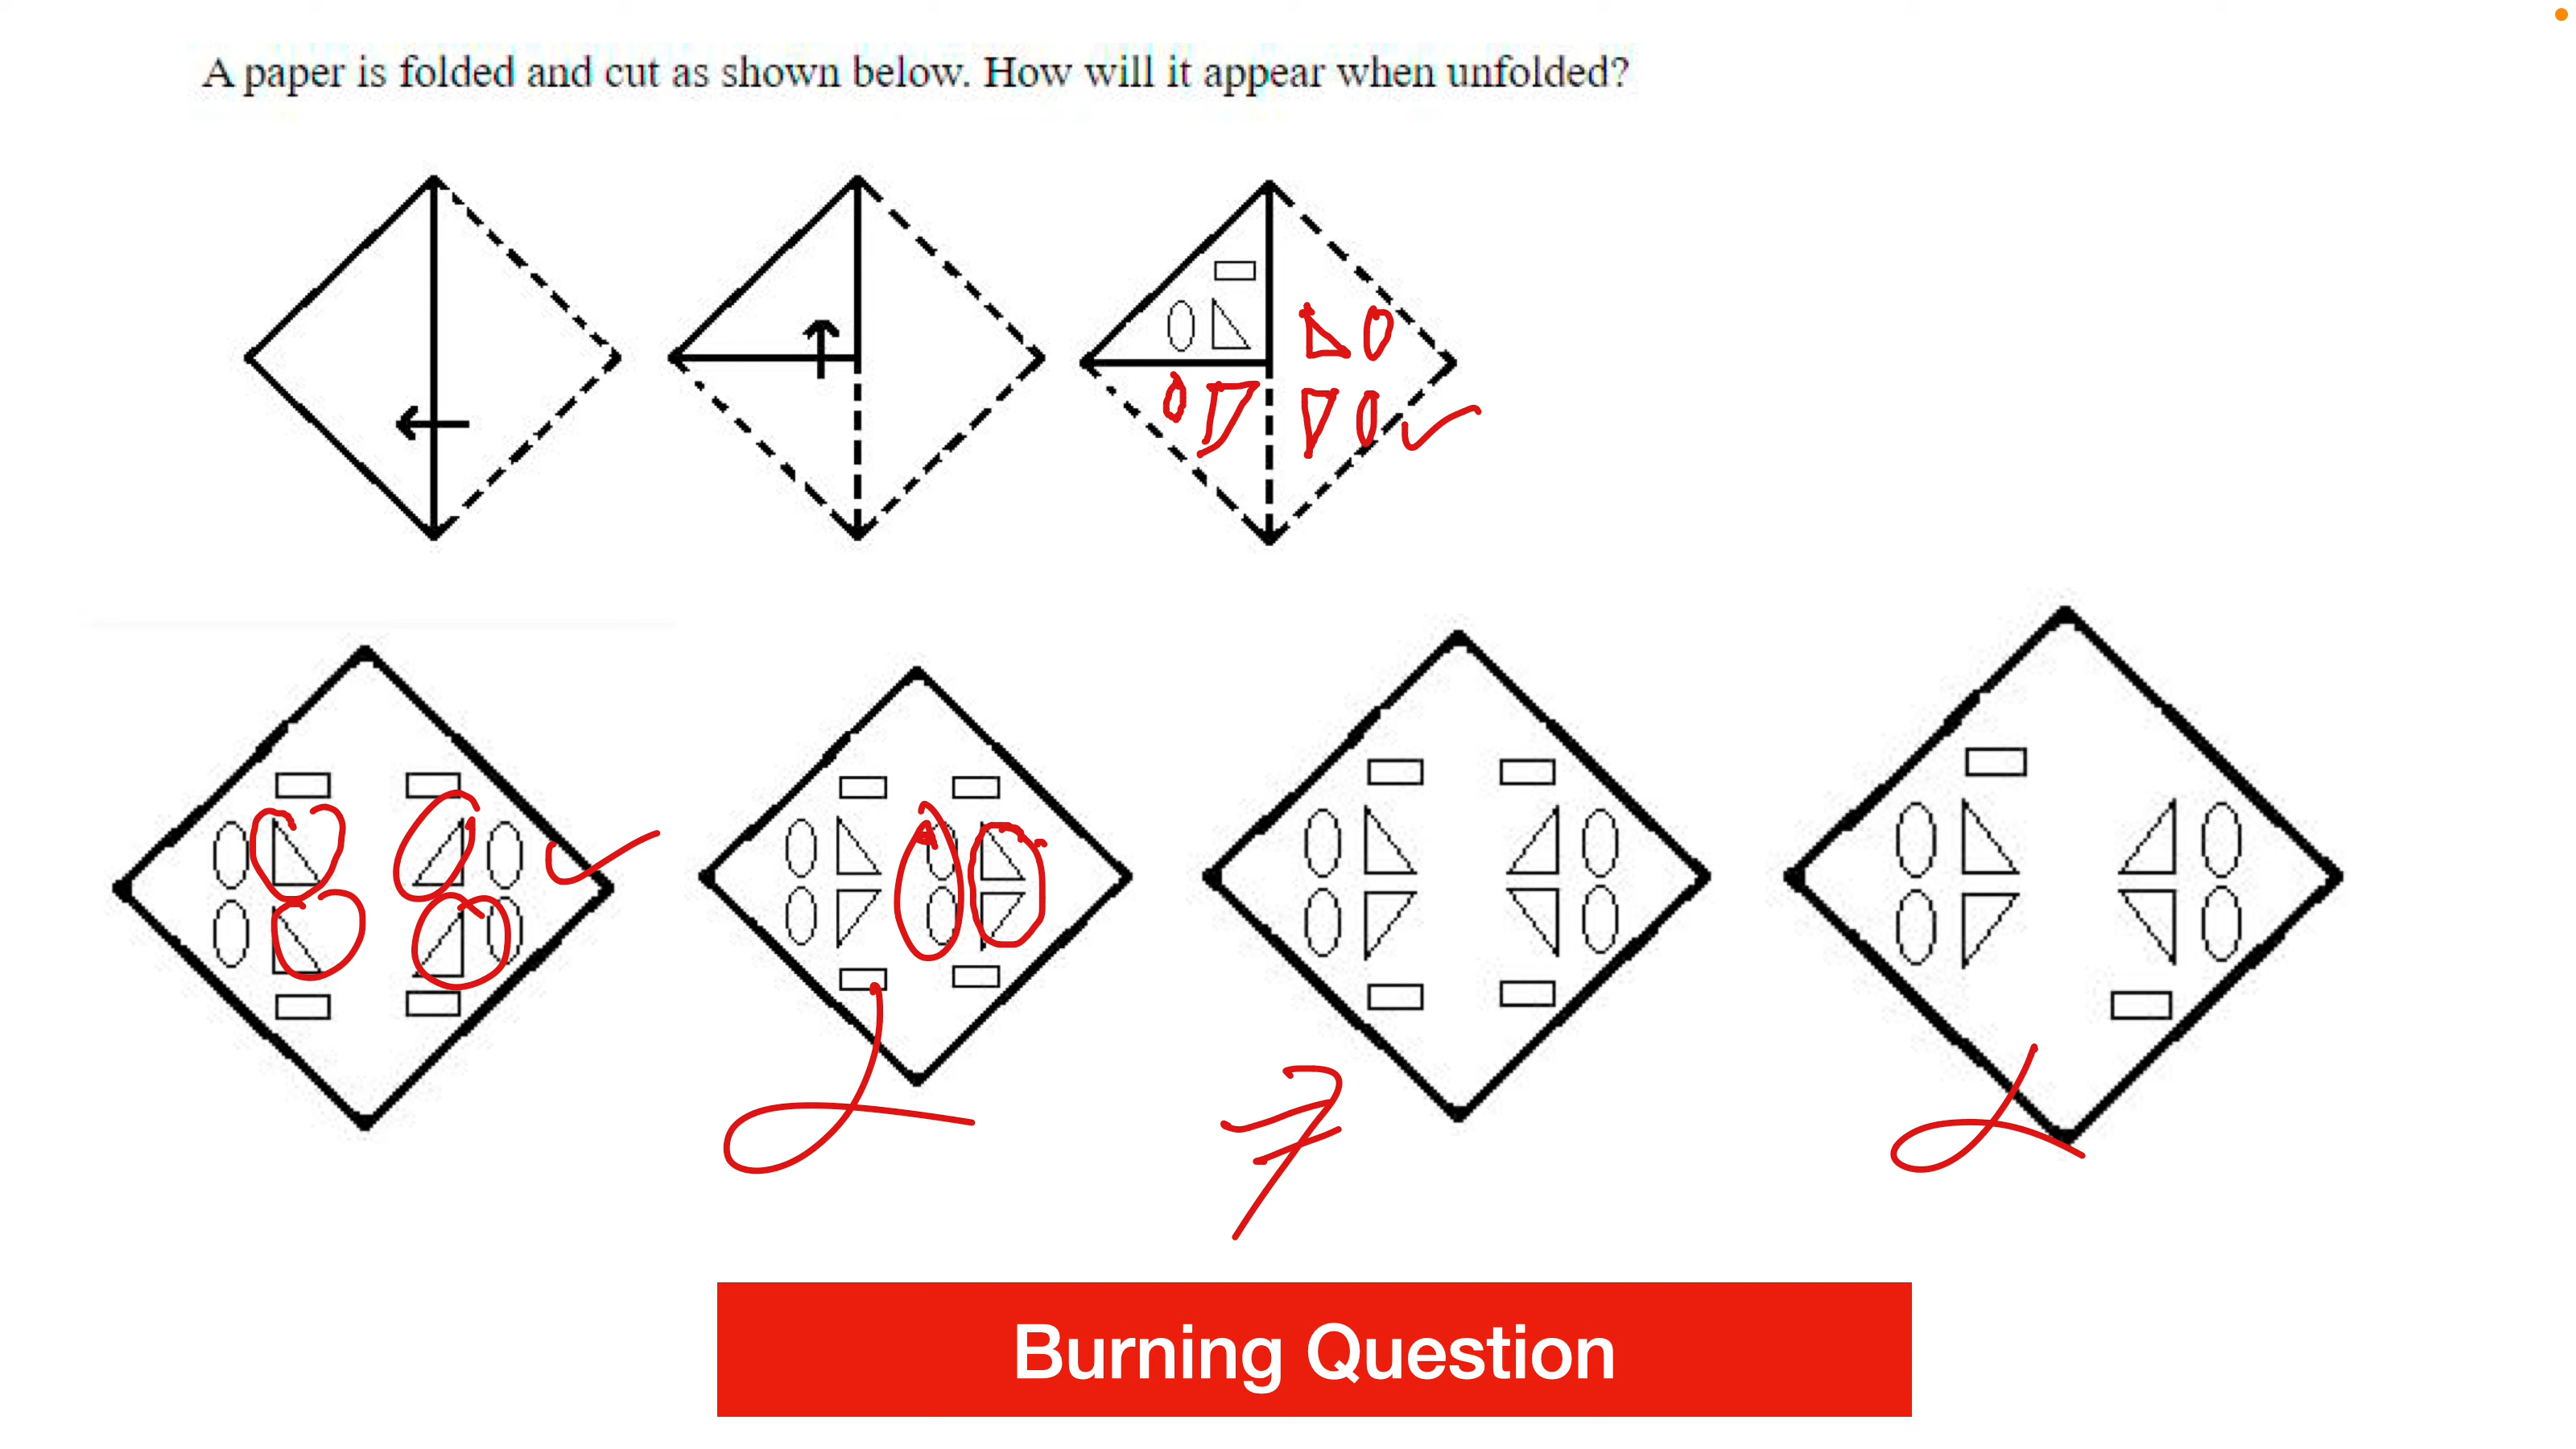 A paper is folded and cut as shown below. How will it appear when unfolded?
Burning Question